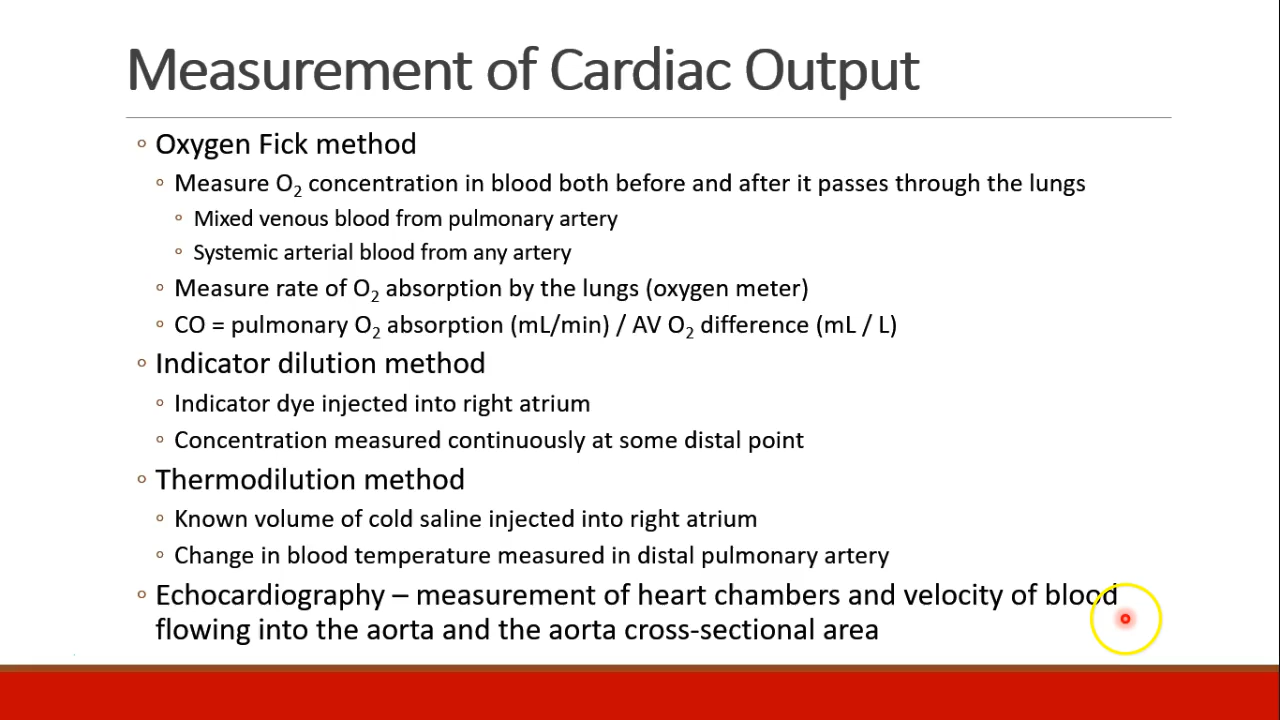 Measurement of Cardiac Output
◦ Oxygen Fick method
◦ Measure O₂ concentration in blood both before and after it passes through the lungs
◦ Mixed venous blood from pulmonary artery
◦ Systemic arterial blood from any artery
◦ Measure rate of O₂ absorption by the lungs (oxygen meter)
◦ CO = pulmonary O₂ absorption (mL/min) / AV O₂ difference (mL / L)
◦ Indicator dilution method
◦ Indicator dye injected into right atrium
◦ Concentration measured continuously at some distal point
◦ Thermodilution method
◦ Known volume of cold saline injected into right atrium
◦ Change in blood temperature measured in distal pulmonary artery
◦ Echocardiography – measurement of heart chambers and velocity of blood
flowing into the aorta and the aorta cross-sectional area